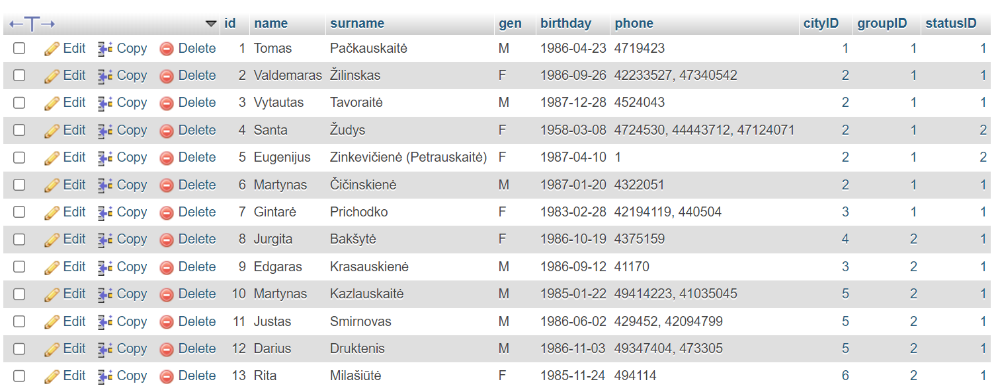 id name surname gen birthday phone cityID groupID statusID
Edit Copy Delete 1 Tomas Pačkauskaitė M 1986-04-23 4719423 1 1 1
Edit Copy Delete 2 Valdemaras Žilinskas F 1986-09-26 42233527, 47340542 2 1 1
Edit Copy Delete 3 Vytautas Tavoraitė M 1987-12-28 4524043 2 1 1
Edit Copy Delete 4 Santa Žudys F 1958-03-08 4724530, 44443712, 47124071 2 1 2
Edit Copy Delete 5 Eugenijus Zinkevičienė (Petrauskaitė) F 1987-04-10 1 2 1 2
Edit Copy Delete 6 Martynas Čičinskienė M 1987-01-20 4322051 2 1 1
Edit Copy Delete 7 Gintarė Prichodko F 1983-02-28 42194119, 440504 3 1 1
Edit Copy Delete 8 Jurgita Bakšytė F 1986-10-19 4375159 4 2 1
Edit Copy Delete 9 Edgaras Krasauskienė M 1986-09-12 41170 3 2 1
Edit Copy Delete 10 Martynas Kazlauskaitė M 1985-01-22 49414223, 41035045 5 2 1
Edit Copy Delete 11 Justas Smirnovas M 1986-06-02 429452, 42094799 5 2 1
Edit Copy Delete 12 Darius Druktenis M 1986-11-03 49347404, 473305 5 2 1
Edit Copy Delete 13 Rita Milašiūtė F 1985-11-24 494114 6 2 1